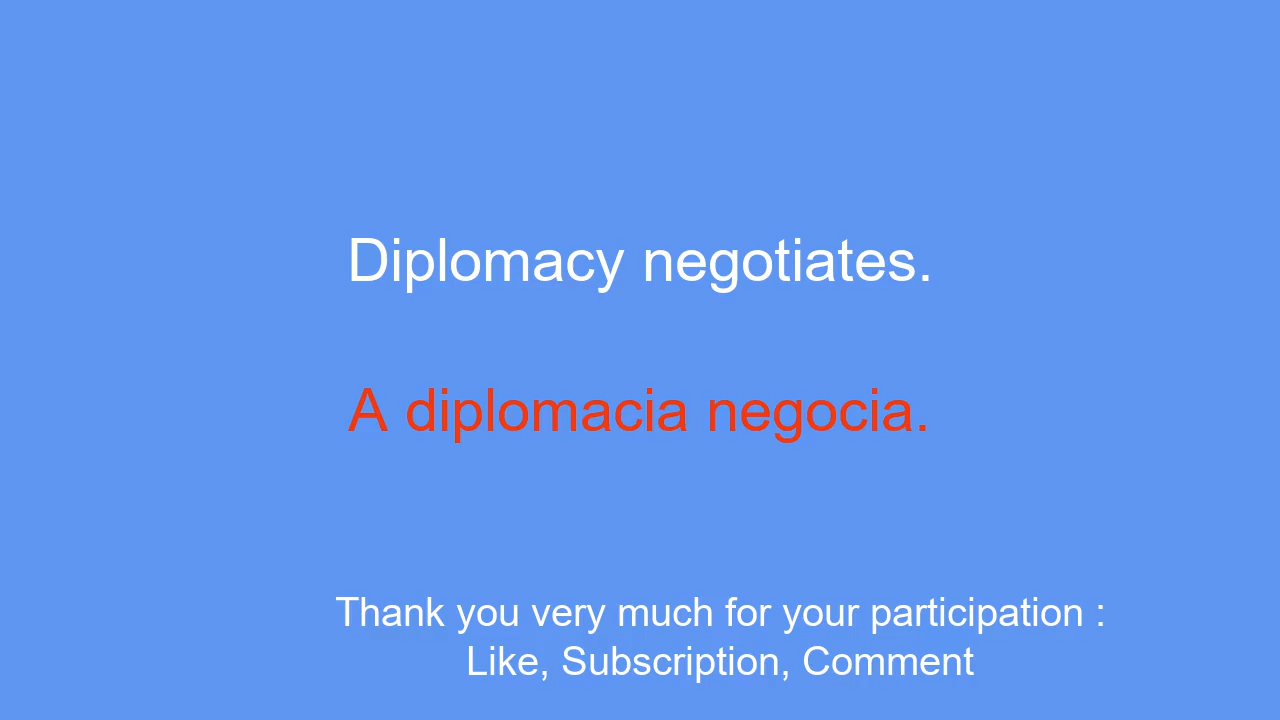 Diplomacy negotiates.
A diplomacia negocia.
Thank you very much for your participation :
Like, Subscription, Comment